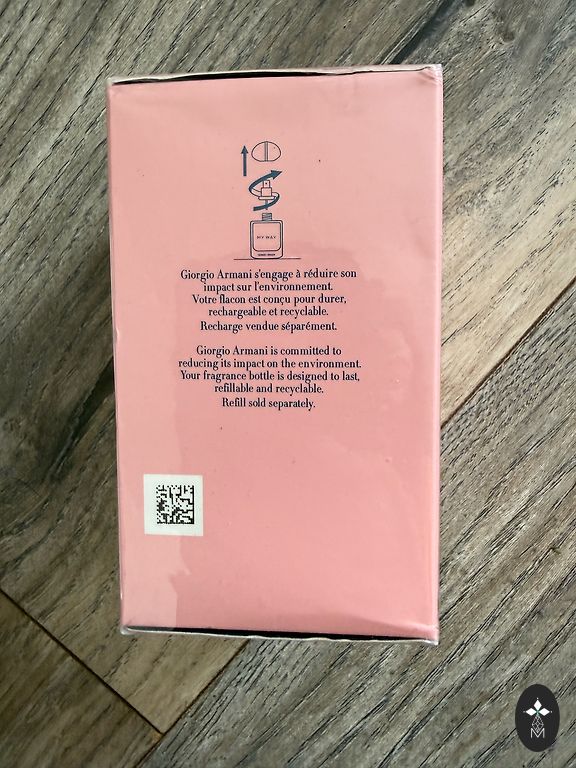 MY WAY
Giorgio Armani s'engage à réduire son
impact sur l'environnement.
Votre flacon est conçu pour durer,
rechargeable et recyclable.
Recharge vendue séparément.
Giorgio Armani is committed to
reducing its impact on the environment.
Your fragrance bottle is designed to last,
refillable and recyclable.
Refill sold separately.
M